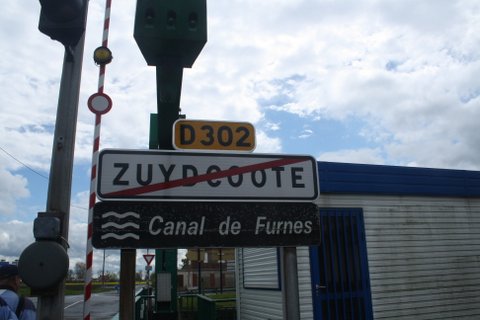 D302
ZUYDCOOTE
Canal de Furnes